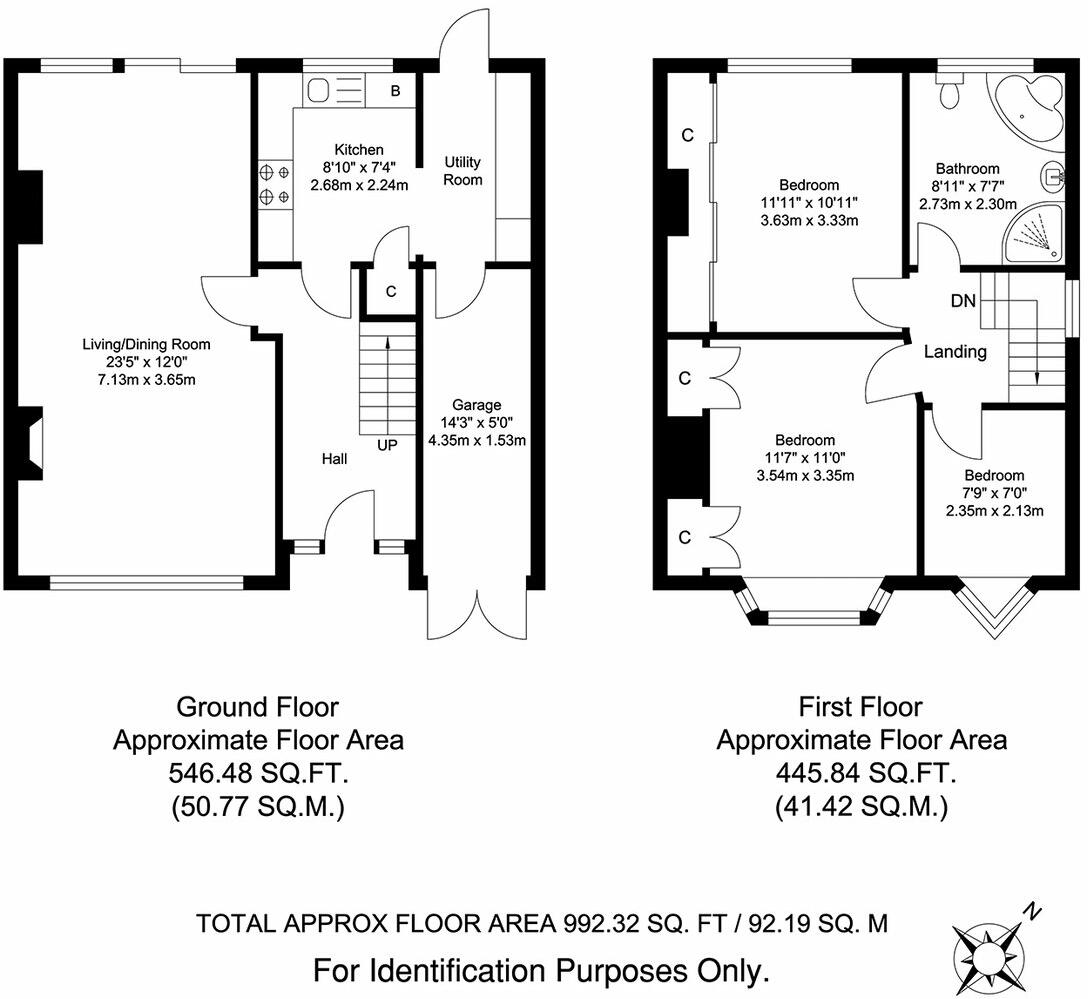 B
Kitchen
8'10" x 7'4"
2.68m x 2.24m
Utility
Room
C
Living/Dining Room
23'5" x 12'0"
7.13m x 3.65m
Garage
14'3" x 5'0"
4.35m x 1.53m
UP
Hall
C
Bedroom
11'11" x 10'11"
3.63m x 3.33m
Bathroom
8'11" x 7'7"
2.73m x 2.30m
DN
Landing
C
Bedroom
11'7" x 11'0"
3.54m x 3.35m
Bedroom
7'9" x 7'0"
2.35m x 2.13m
C
Ground Floor
Approximate Floor Area
546.48 SQ.FT.
(50.77 SQ.M.)
First Floor
Approximate Floor Area
445.84 SQ.FT.
(41.42 SQ.M.)
TOTAL APPROX FLOOR AREA 992.32 SQ. FT / 92.19 SQ. M
For Identification Purposes Only.
N